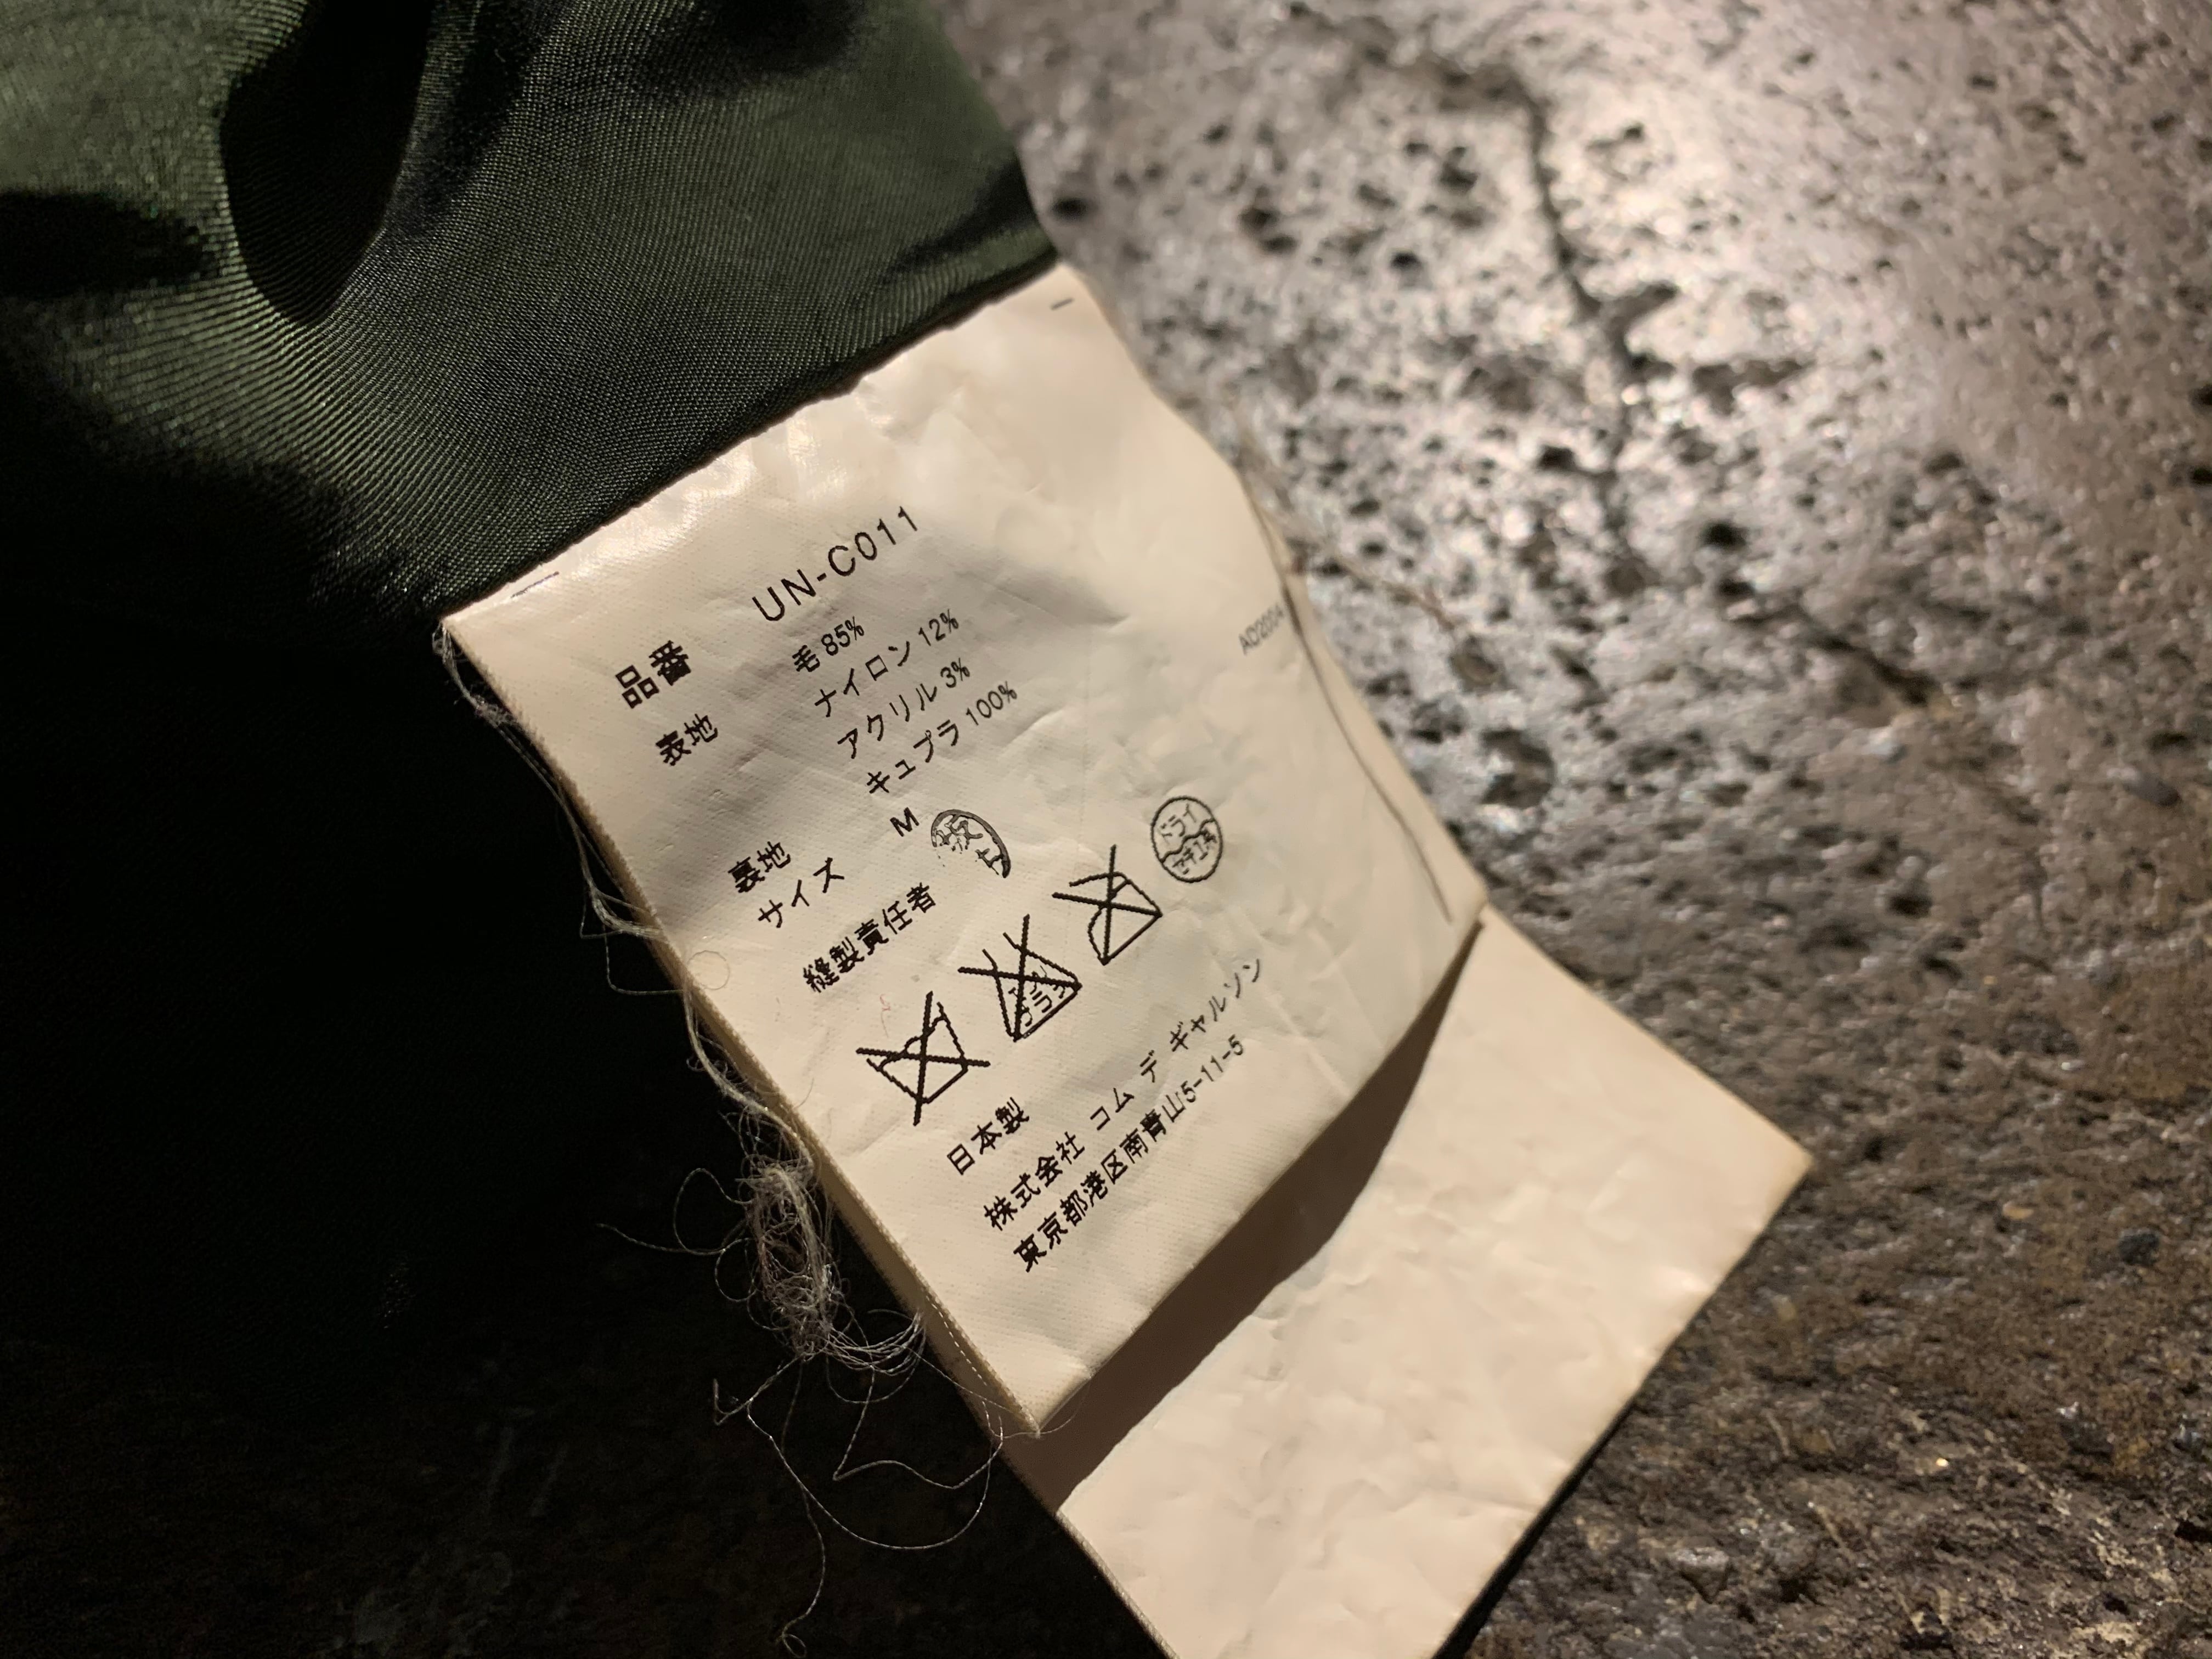 品番 UN-C011
表地 毛 85%
ナイロン 12%
アクリル 3%
裏地 キュプラ 100%
サイズ M
縫製責任者
ドライ
日本製
株式会社 コム デ ギャルソン
東京都港区南青山5-11-5